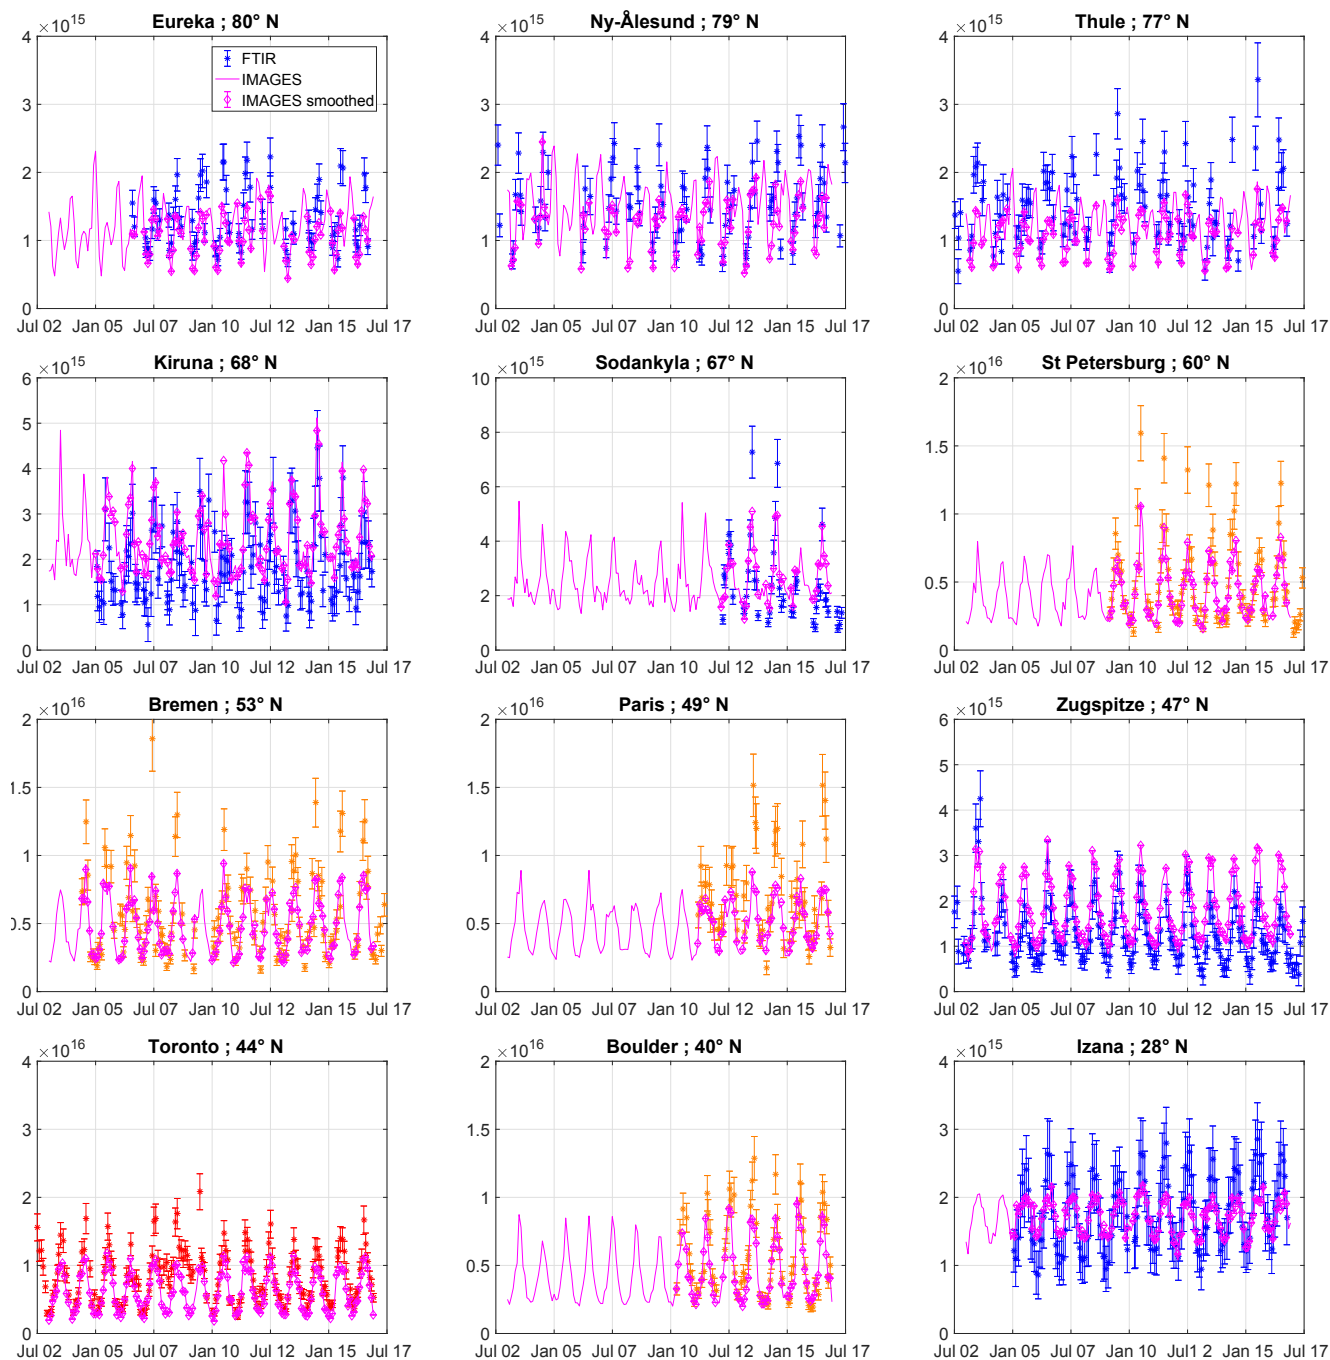 Eureka ; 80° N
Ny-Ålesund ; 79° N
Thule ; 77° N
×10^15
×10^15
×10^15
4
3
2
1
0
FTIR
IMAGES
IMAGES smoothed
4
3
2
1
0
4
3
2
1
0
Jul 02 Jan 05 Jul 07 Jan 10 Jul 12 Jan 15 Jul 17
Jul 02 Jan 05 Jul 07 Jan 10 Jul 12 Jan 15 Jul 17
Jul 02 Jan 05 Jul 07 Jan 10 Jul 12 Jan 15 Jul 17
Kiruna ; 68° N
Sodankyla ; 67° N
St Petersburg ; 60° N
×10^15
×10^15
×10^16
6
5
4
3
2
1
0
10
8
6
4
2
0
2
1.5
1
0.5
0
Jul 02 Jan 05 Jul 07 Jan 10 Jul 12 Jan 15 Jul 17
Jul 02 Jan 05 Jul 07 Jan 10 Jul 12 Jan 15 Jul 17
Jul 02 Jan 05 Jul 07 Jan 10 Jul 12 Jan 15 Jul 17
Bremen ; 53° N
Paris ; 49° N
Zugspitze ; 47° N
×10^16
×10^16
×10^15
2
1.5
1
0.5
0
2
1.5
1
0.5
0
6
5
4
3
2
1
0
Jul 02 Jan 05 Jul 07 Jan 10 Jul 12 Jan 15 Jul 17
Jul 02 Jan 05 Jul 07 Jan 10 Jul 12 Jan 15 Jul 17
Jul 02 Jan 05 Jul 07 Jan 10 Jul 12 Jan 15 Jul 17
Toronto ; 44° N
Boulder ; 40° N
Izana ; 28° N
×10^16
×10^16
×10^15
4
3
2
1
0
2
1.5
1
0.5
0
4
3
2
1
0
Jul 02 Jan 05 Jul 07 Jan 10 Jul 12 Jan 15 Jul 17
Jul 02 Jan 05 Jul 07 Jan 10 Jul 12 Jan 15 Jul 17
Jul 02 Jan 05 Jul 07 Jan 10 Jul 12 Jan 15 Jul 17